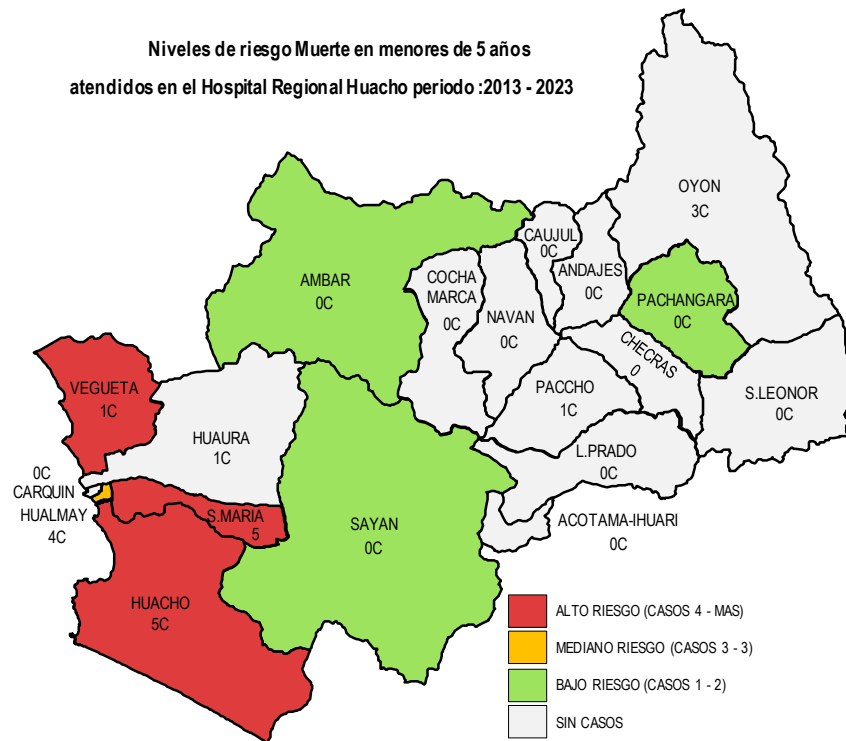 Niveles de riesgo Muerte en menores de 5 años
atendidos en el Hospital Regional Huacho periodo :2013 - 2023
OYON
3C
CAUJUL
0C
ANDAJES
0C
COCHA
MARCA
0C
AMBAR
0C
NAVAN
0C
PACHANGARA
0C
CHECRAS
0
VEGUETA
1C
PACCHO
1C
S.LEONOR
0C
HUAURA
1C
L.PRADO
0C
0C
CARQUIN
HUALMAY
4C
S.MARIA
5
SAYAN
0C
ACOTAMA-IHUARI
0C
HUACHO
5C
ALTO RIESGO (CASOS 4 - MAS)
MEDIANO RIESGO (CASOS 3 - 3)
BAJO RIESGO (CASOS 1 - 2)
SIN CASOS